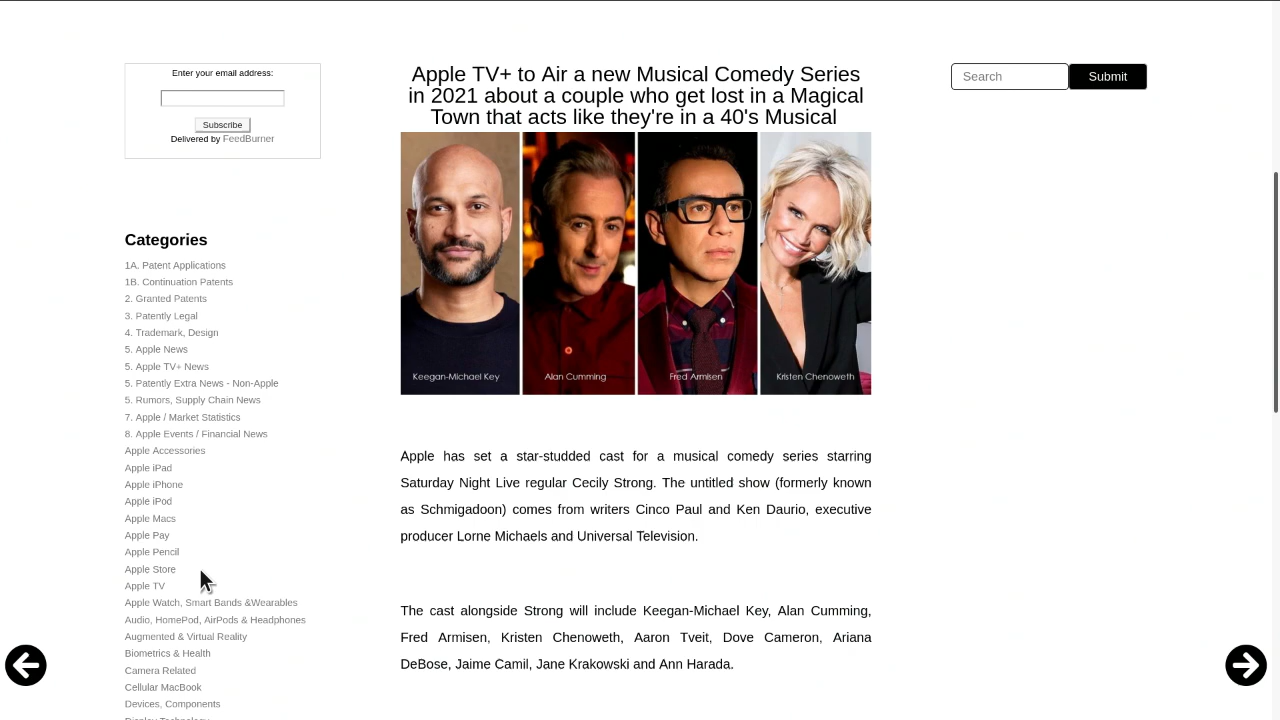 Enter your email address:
Subscribe
Delivered by FeedBurner
Categories
1A. Patent Applications
1B. Continuation Patents
2. Granted Patents
3. Patently Legal
4. Trademark, Design
5. Apple News
5. Apple TV+ News
5. Patently Extra News - Non-Apple
5. Rumors, Supply Chain News
7. Apple / Market Statistics
8. Apple Events / Financial News
Apple Accessories
Apple iPad
Apple iPhone
Apple iPod
Apple Macs
Apple Pay
Apple Pencil
Apple Store
Apple TV
Apple Watch, Smart Bands &Wearables
Audio, HomePod, AirPods & Headphones
Augmented & Virtual Reality
Biometrics & Health
Camera Related
Cellular MacBook
Devices, Components
Display Technology
Apple TV+ to Air a new Musical Comedy Series
in 2021 about a couple who get lost in a Magical
Town that acts like they're in a 40's Musical
Keegan-Michael Key
Alan Cumming
Fred Armisen
Kristen Chenoweth
Apple has set a star-studded cast for a musical comedy series starring
Saturday Night Live regular Cecily Strong. The untitled show (formerly known
as Schmigadoon) comes from writers Cinco Paul and Ken Daurio, executive
producer Lorne Michaels and Universal Television.
The cast alongside Strong will include Keegan-Michael Key, Alan Cumming,
Fred Armisen, Kristen Chenoweth, Aaron Tveit, Dove Cameron, Ariana
DeBose, Jaime Camil, Jane Krakowski and Ann Harada.
Search
Submit